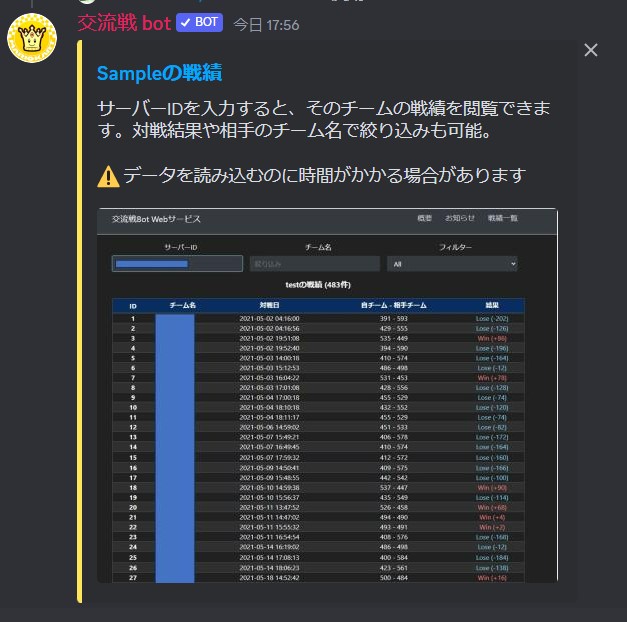 交流戦 bot ✓ BOT 今日 17:56
Sampleの戦績
サーバーIDを入力すると、そのチームの戦績を閲覧できま
す。対戦結果や相手のチーム名で絞り込みも可能。
⚠データを読み込むのに時間がかかる場合があります
交流戦Bot Webサービス 概要 お知らせ 戦績一覧
サーバーID チーム名 フィルター
絞り込み All
testの戦績 (483件)
ID チーム名 対戦日 自チーム - 相手チーム 結果
1 2021-05-02 04:16:00 391 - 593 Lose (-202)
2 2021-05-02 04:16:56 429 - 555 Lose (-126)
3 2021-05-02 19:51:08 535 - 449 Win (+86)
4 2021-05-02 19:52:40 394 - 590 Lose (-196)
5 2021-05-03 14:00:18 410 - 574 Lose (-164)
6 2021-05-03 15:12:53 486 - 498 Lose (-12)
7 2021-05-03 16:04:22 531 - 453 Win (+78)
8 2021-05-03 17:01:08 428 - 556 Lose (-128)
9 2021-05-04 17:00:18 455 - 529 Lose (-74)
10 2021-05-04 18:10:18 432 - 552 Lose (-120)
11 2021-05-04 18:11:17 455 - 529 Lose (-74)
12 2021-05-06 14:59:02 451 - 533 Lose (-82)
13 2021-05-07 15:49:21 406 - 578 Lose (-172)
14 2021-05-07 16:49:45 410 - 574 Lose (-164)
15 2021-05-07 17:59:32 412 - 572 Lose (-160)
16 2021-05-09 14:50:41 409 - 575 Lose (-166)
17 2021-05-09 15:48:55 442 - 542 Lose (-100)
18 2021-05-10 14:59:38 537 - 447 Win (+90)
19 2021-05-10 15:56:37 435 - 549 Lose (-114)
20 2021-05-11 13:47:52 526 - 458 Win (+68)
21 2021-05-11 14:47:02 494 - 490 Win (+4)
22 2021-05-11 15:55:32 493 - 491 Win (+2)
23 2021-05-11 16:54:54 408 - 576 Lose (-168)
24 2021-05-14 16:19:02 486 - 498 Lose (-12)
25 2021-05-14 17:08:13 400 - 584 Lose (-184)
26 2021-05-14 18:06:23 423 - 561 Lose (-138)
27 2021-05-18 14:52:42 500 - 484 Win (+16)